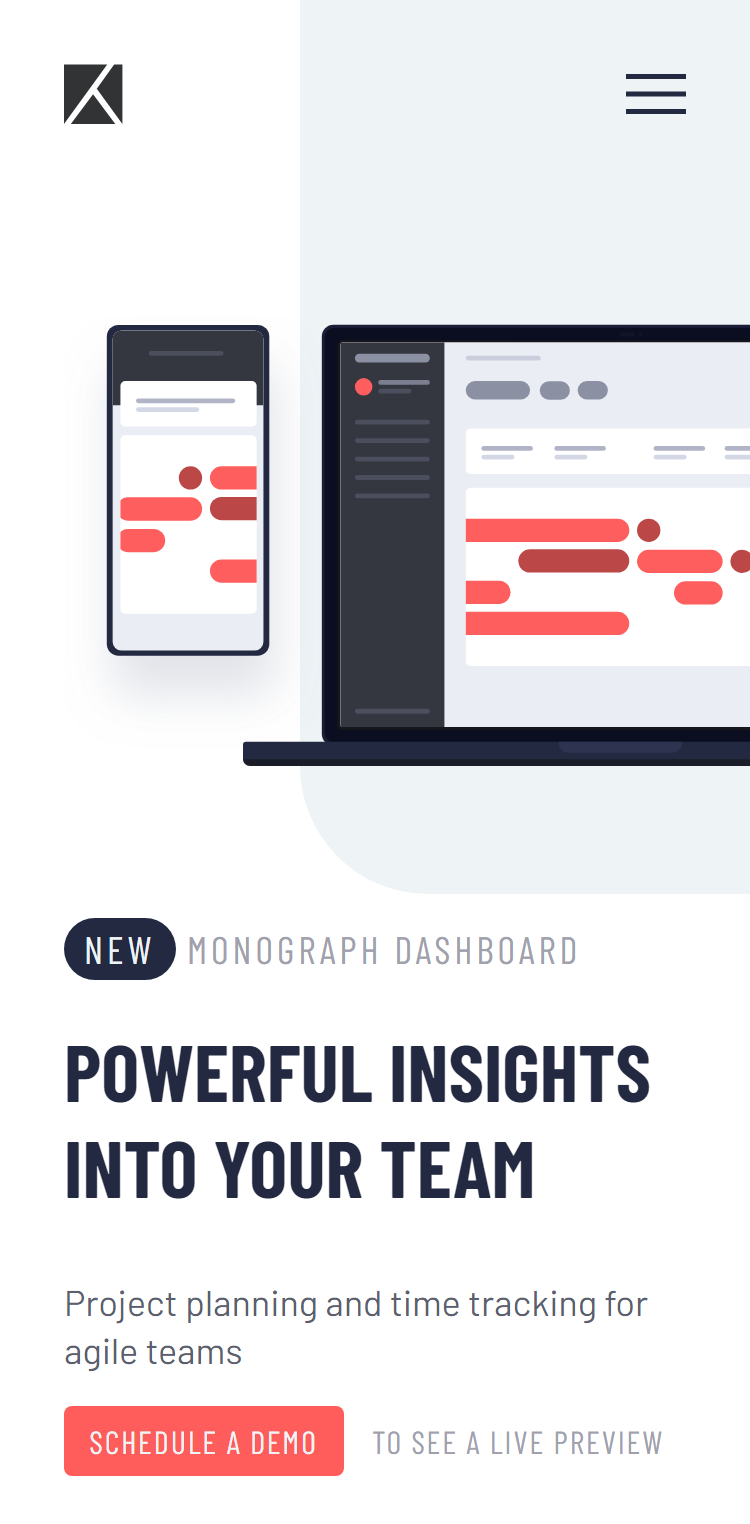 NEW MONOGRAPH DASHBOARD
POWERFUL INSIGHTS
INTO YOUR TEAM
Project planning and time tracking for
agile teams
SCHEDULE A DEMO TO SEE A LIVE PREVIEW